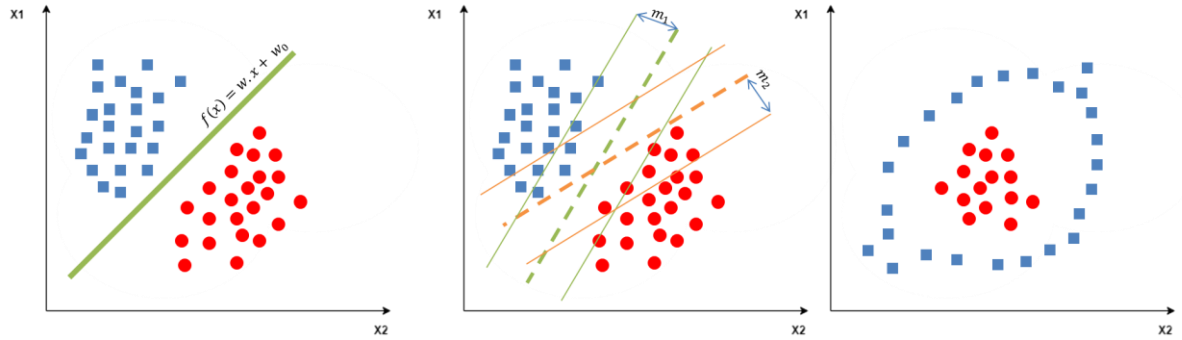 X1
f(x) = w. x + w₀
X2
X1
m₁
m₂
X2
X1
X2